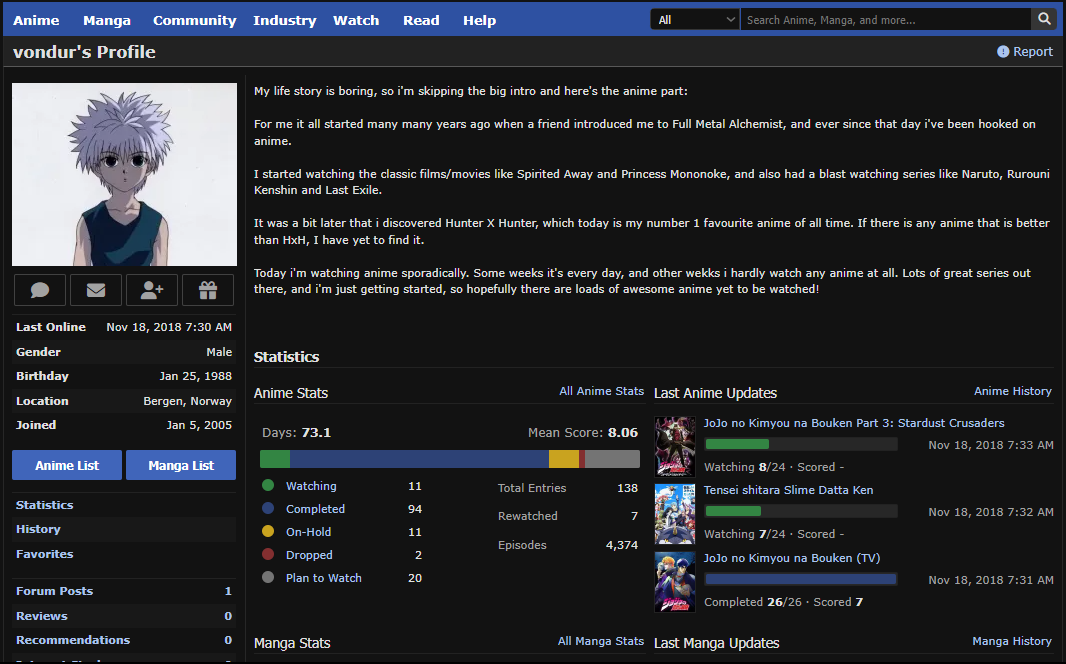 Anime Manga Community Industry Watch Read Help All Search Anime, Manga, and more...
vondur's Profile Report
Last Online Nov 18, 2018 7:30 AM
Gender Male
Birthday Jan 25, 1988
Location Bergen, Norway
Joined Jan 5, 2005
Anime List Manga List
Statistics
History
Favorites
Forum Posts 1
Reviews 0
Recommendations 0
My life story is boring, so i'm skipping the big intro and here's the anime part:
For me it all started many many years ago when a friend introduced me to Full Metal Alchemist, and ever since that day i've been hooked on
anime.
I started watching the classic films/movies like Spirited Away and Princess Mononoke, and also had a blast watching series like Naruto, Rurouni
Kenshin and Last Exile.
It was a bit later that i discovered Hunter X Hunter, which today is my number 1 favourite anime of all time. If there is any anime that is better
than HxH, I have yet to find it.
Today i'm watching anime sporadically. Some weeks it's every day, and other wekks i hardly watch any anime at all. Lots of great series out
there, and i'm just getting started, so hopefully there are loads of awesome anime yet to be watched!
Statistics
Anime Stats All Anime Stats
Days: 73.1 Mean Score: 8.06
Watching 11
Completed 94
On-Hold 11
Dropped 2
Plan to Watch 20
Total Entries 138
Rewatched 7
Episodes 4,374
Last Anime Updates Anime History
JoJo no Kimyou na Bouken Part 3: Stardust Crusaders
Nov 18, 2018 7:33 AM
Watching 8/24 · Scored -
Tensei shitara Slime Datta Ken
Nov 18, 2018 7:32 AM
Watching 7/24 · Scored -
JoJo no Kimyou na Bouken (TV)
Nov 18, 2018 7:31 AM
Completed 26/26 · Scored 7
Manga Stats All Manga Stats
Last Manga Updates Manga History